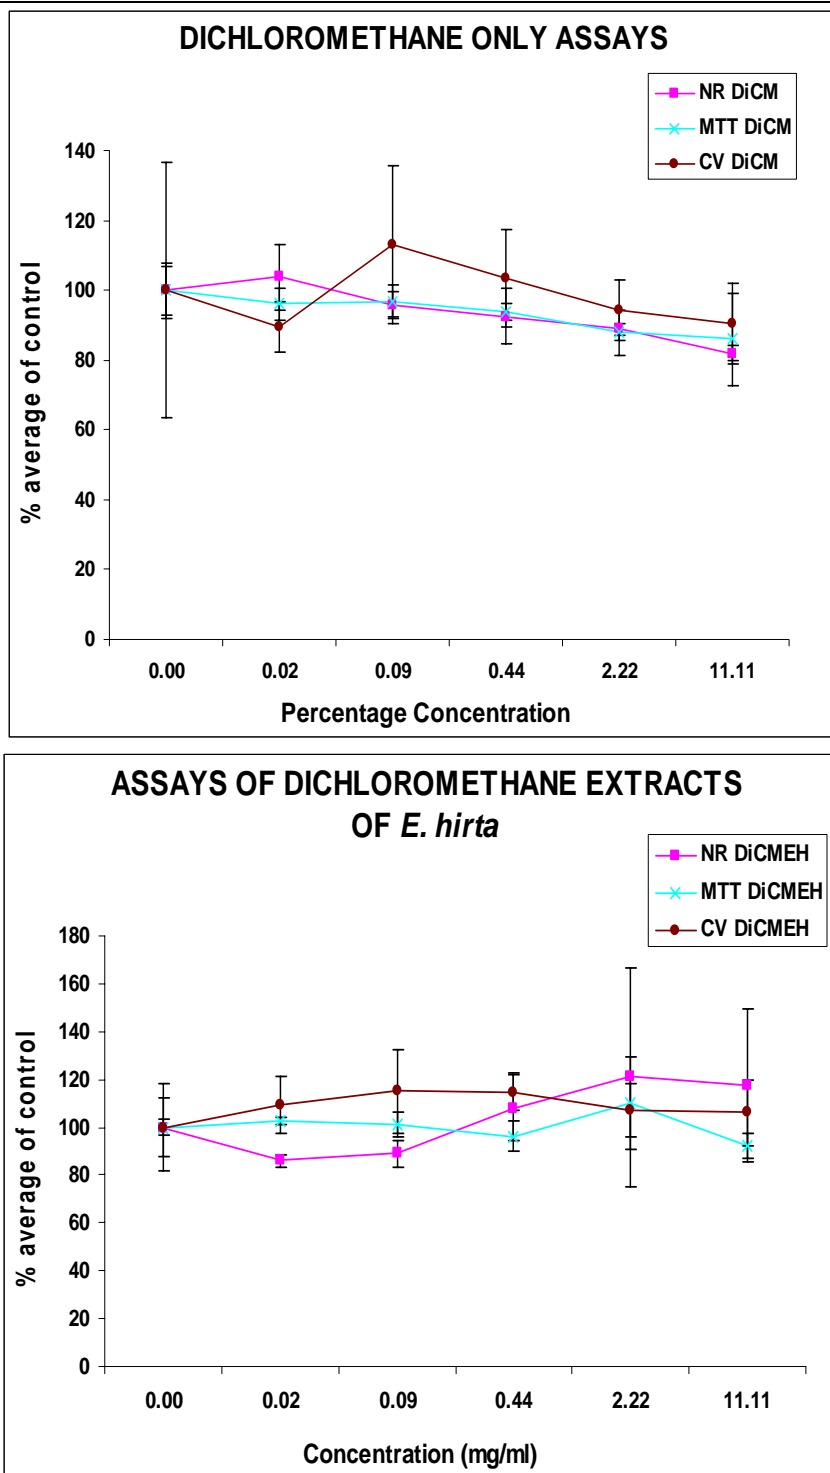 DICHLOROMETHANE ONLY ASSAYS
NR DiCM
MTT DiCM
CV DiCM
140
120
100
80
60
40
20
0
% average of control
0.00 0.02 0.09 0.44 2.22 11.11
Percentage Concentration
ASSAYS OF DICHLOROMETHANE EXTRACTS
OF E. hirta
NR DiCMEH
MTT DiCMEH
CV DiCMEH
180
160
140
120
100
80
60
40
20
0
% average of control
0.00 0.02 0.09 0.44 2.22 11.11
Concentration (mg/ml)